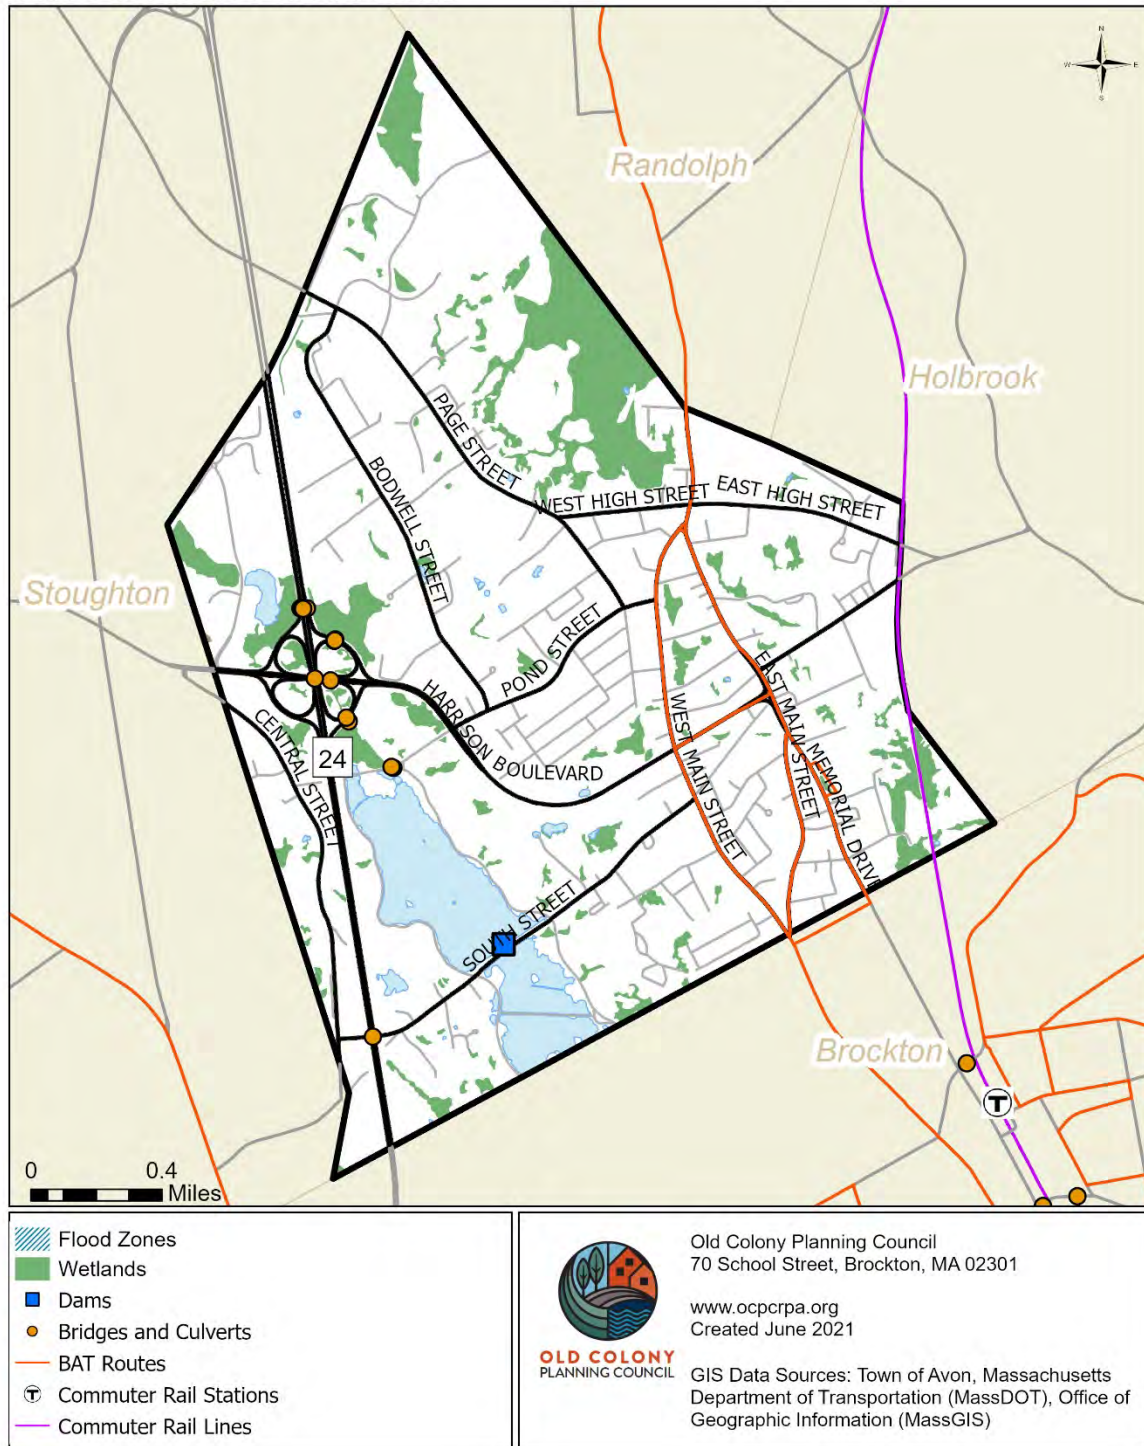 N
W E
S
Randolph
Holbrook
PAGE STREET
BODWELL STREET
WEST HIGH STREET
EAST HIGH STREET
Stoughton
POND STREET
HARRISON BOULEVARD
CENTRAL STREET
24
EAST MAIN STREET
WEST MAIN STREET
MEMORIAL DRIVE
SOUTH STREET
Brockton
T
0 0.4
Miles
Flood Zones
Wetlands
Dams
Bridges and Culverts
BAT Routes
T Commuter Rail Stations
Commuter Rail Lines
OLD COLONY
PLANNING COUNCIL
Old Colony Planning Council
70 School Street, Brockton, MA 02301
www.ocpcrpa.org
Created June 2021
GIS Data Sources: Town of Avon, Massachusetts
Department of Transportation (MassDOT), Office of
Geographic Information (MassGIS)